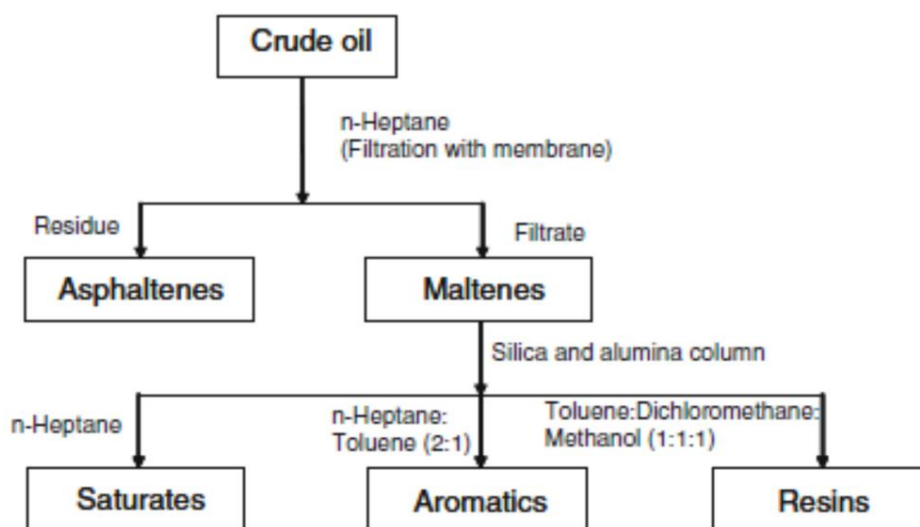 Crude oil
n-Heptane
(Filtration with membrane)
Residue
Filtrate
Asphaltenes
Maltenes
Silica and alumina column
n-Heptane
n-Heptane:
Toluene (2:1)
Toluene:Dichloromethane:
Methanol (1:1:1)
Saturates
Aromatics
Resins